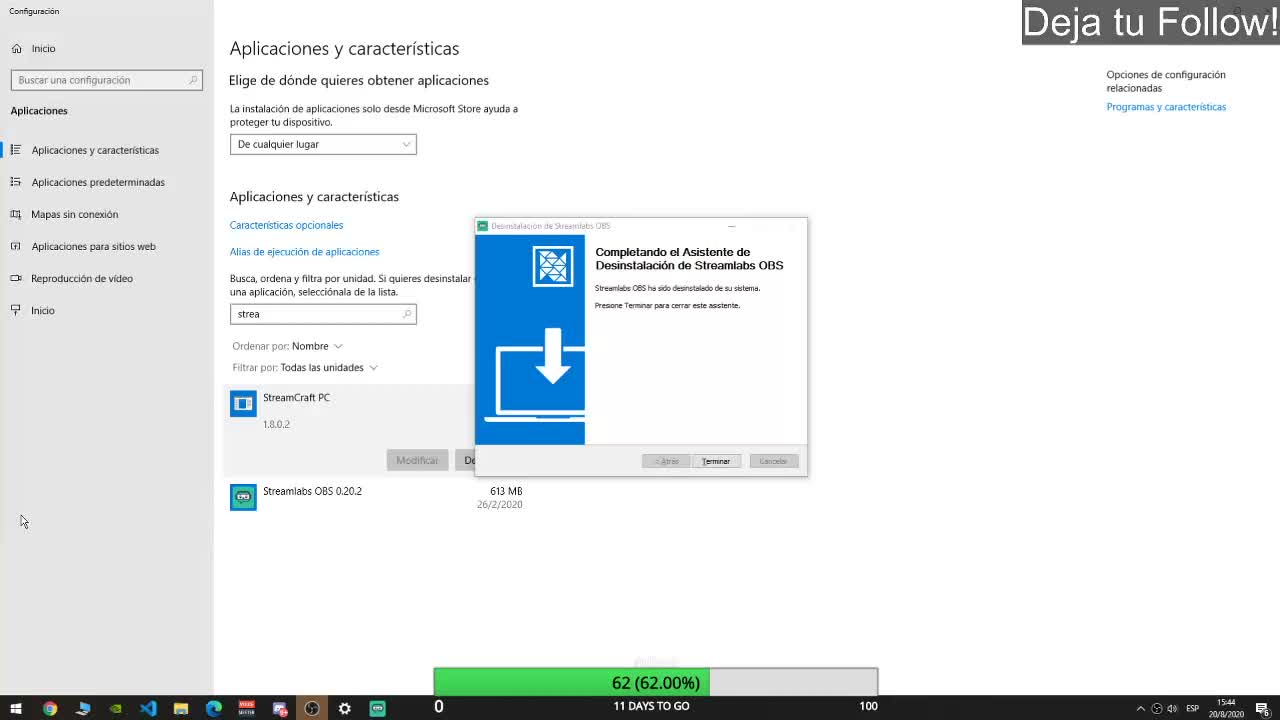 Configuración
Deja tu Follow!
Inicio
Buscar una configuración
Aplicaciones
Aplicaciones y características
Aplicaciones predeterminadas
Mapas sin conexión
Aplicaciones para sitios web
Reproducción de vídeo
Inicio
Aplicaciones y características
Elige de dónde quieres obtener aplicaciones
La instalación de aplicaciones solo desde Microsoft Store ayuda a
proteger tu dispositivo.
De cualquier lugar
Aplicaciones y características
Características opcionales
Alias de ejecución de aplicaciones
Busca, ordena y filtra por unidad. Si quieres desinstalar
una aplicación, selecciónala de la lista.
strea
Ordenar por: Nombre
Filtrar por: Todas las unidades
StreamCraft PC
1.8.0.2
Modificar
De
Streamlabs OBS 0.20.2
613 MB
26/2/2020
Opciones de configuración
relacionadas
Programas y características
Desinstalación de Streamlabs OBS
Completando el Asistente de
Desinstalación de Streamlabs OBS
Streamlabs OBS ha sido desinstalado de su sistema.
Presione Terminar para cerrar este asistente.
< Atrás
Terminar
Cancelar
62 (62.00%)
0
11 DAYS TO GO
100
ESP
15:44
20/8/2020